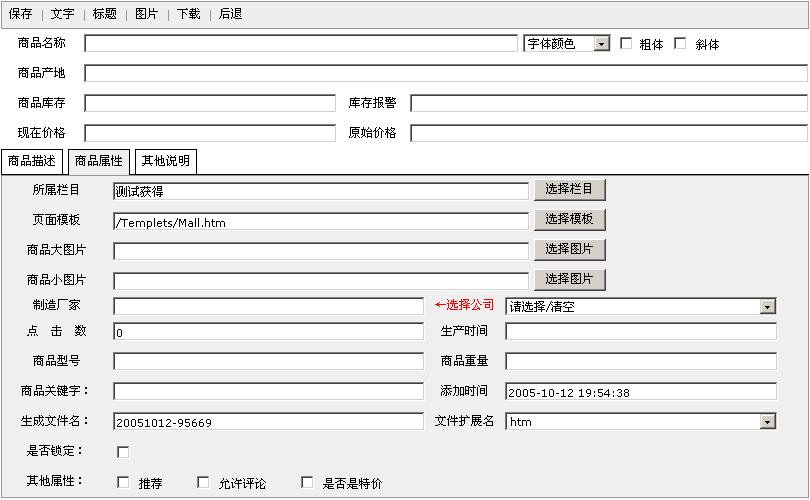 保存 | 文字 | 标题 | 图片 | 下载 | 后退
商品名称 字体颜色 粗体 斜体
商品产地
商品库存 库存报警
现在价格 原始价格
商品描述 商品属性 其他说明
所属栏目 测试获得 选择栏目
页面模板 /Templets/Mall.htm 选择模板
商品大图片 选择图片
商品小图片 选择图片
制造厂家 ←选择公司 请选择/清空
点 击 数 0 生产时间
商品型号 商品重量
商品关键字: 添加时间 2005-10-12 19:54:38
生成文件名: 20051012-95669 文件扩展名 htm
是否锁定:
其他属性: 推荐 允许评论 是否是特价